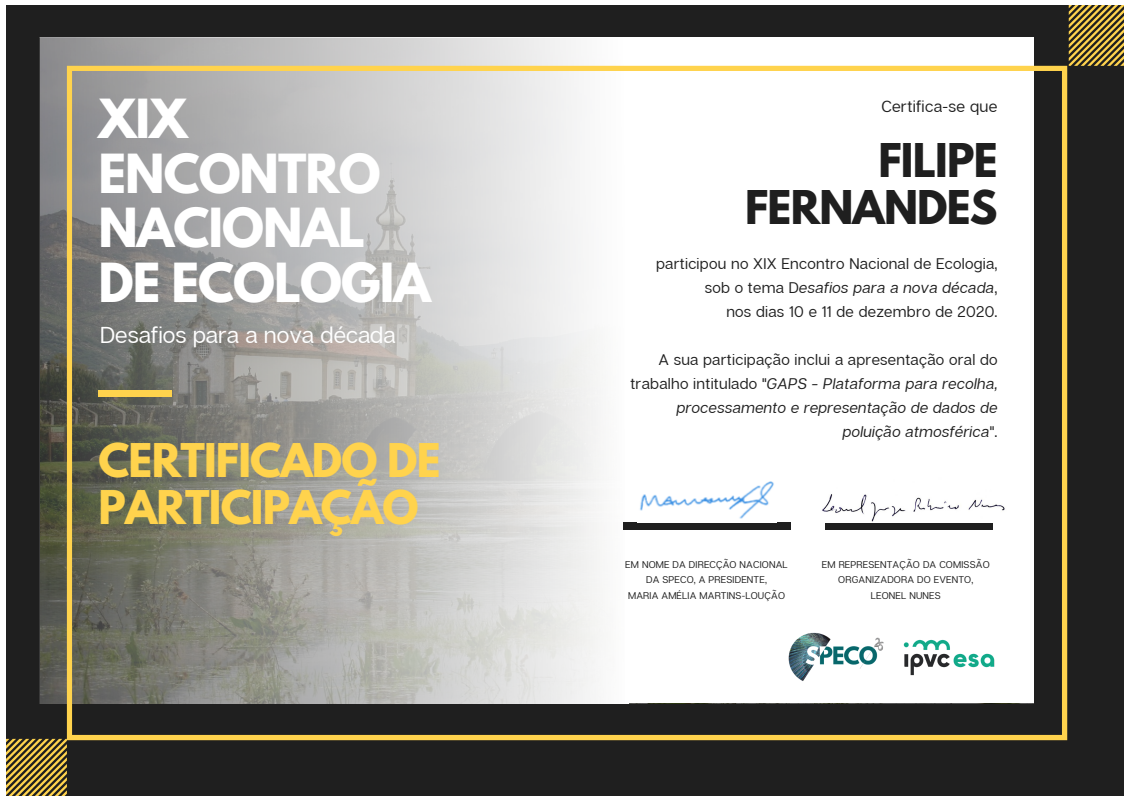 XIX
ENCONTRO
NACIONAL
DE ECOLOGIA
Desafios para a nova década
CERTIFICADO DE
PARTICIPAÇÃO
Certifica-se que
FILIPE
FERNANDES
participou no XIX Encontro Nacional de Ecologia,
sob o tema Desafios para a nova década,
nos dias 10 e 11 de dezembro de 2020.
A sua participação inclui a apresentação oral do
trabalho intitulado "GAPS - Plataforma para recolha,
processamento e representação de dados de
poluição atmosférica".
Leonel Jorge Ribeiro Nunes
EM NOME DA DIRECÇÃO NACIONAL
DA SPECO, A PRESIDENTE,
MARIA AMÉLIA MARTINS-LOUÇÃO
EM REPRESENTAÇÃO DA COMISSÃO
ORGANIZADORA DO EVENTO,
LEONEL NUNES
SPECO
ipvc esa